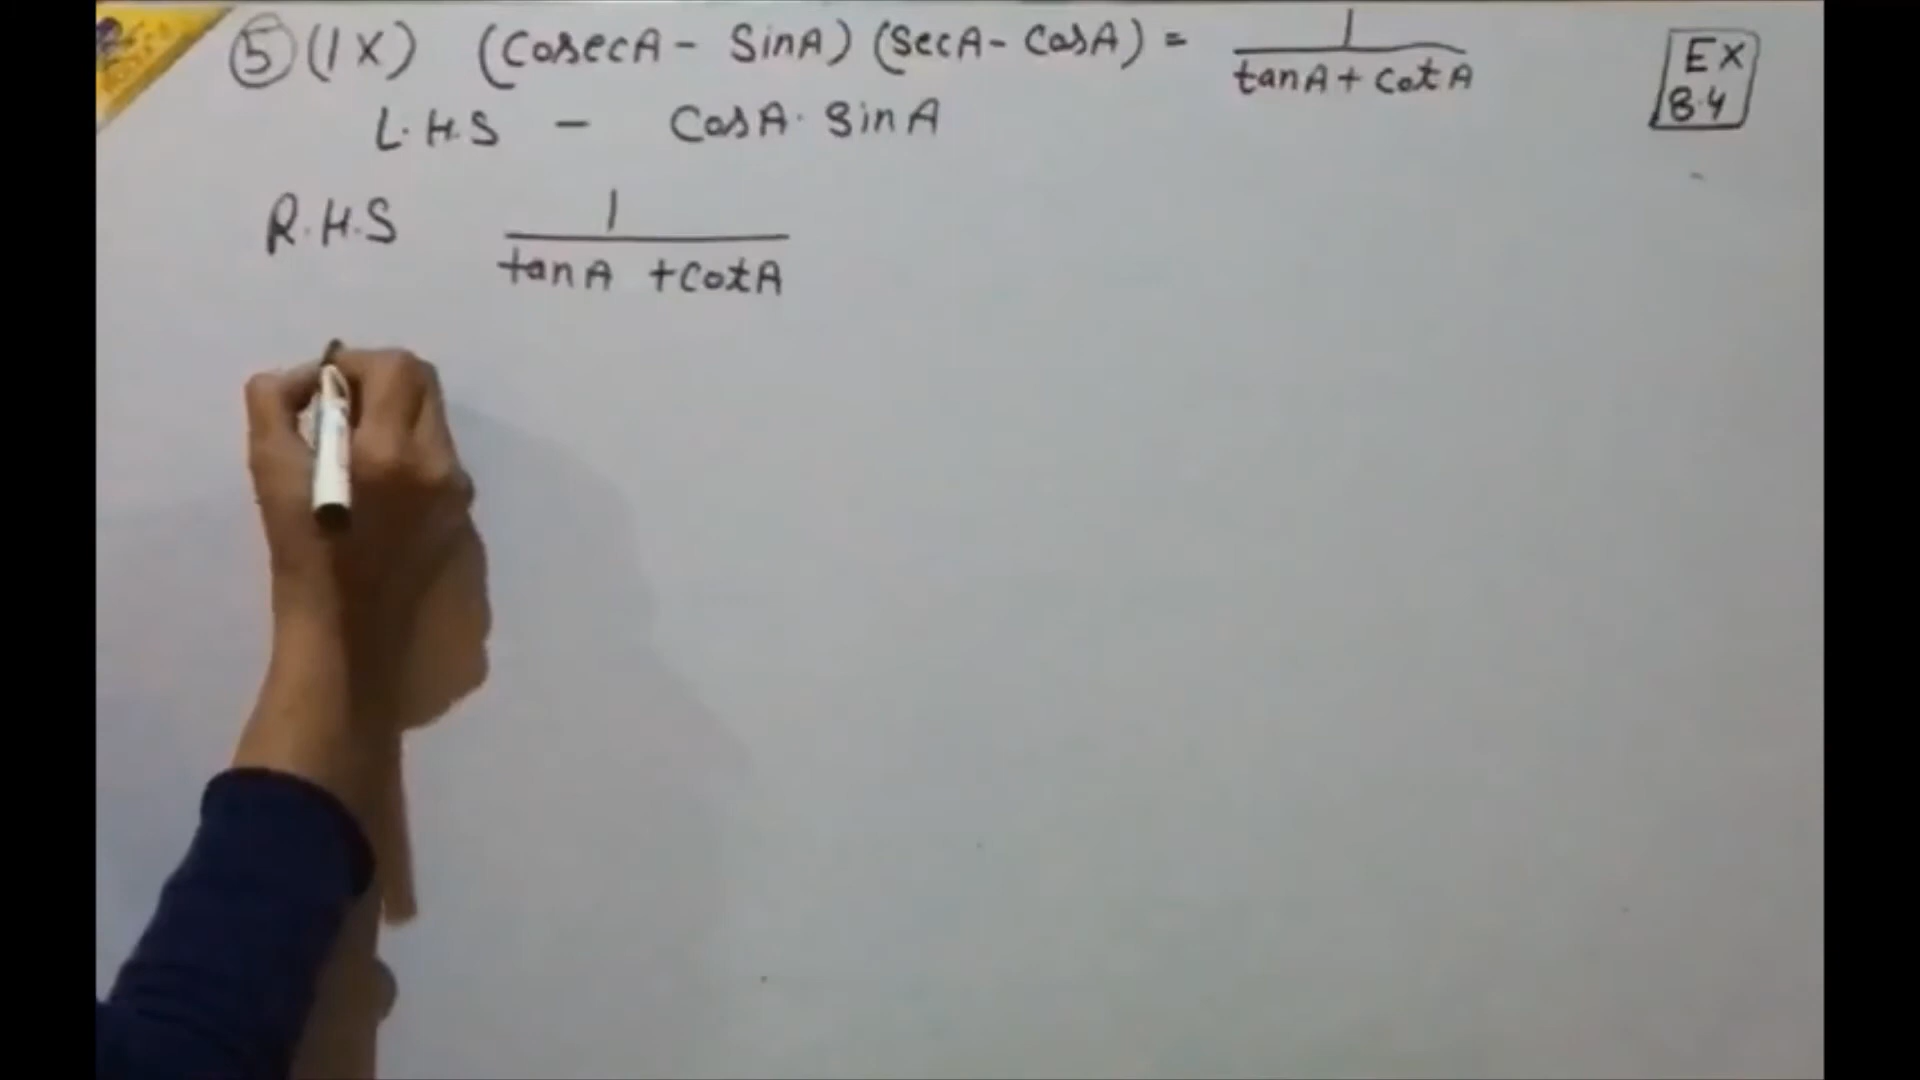 ⑤ (IX) (CosecA - SinA) (SecA - CosA) = 1/(tanA + cotA)
EX
8.4
L.H.S - CosA. SinA
R.H.S 1/(tanA + cotA)